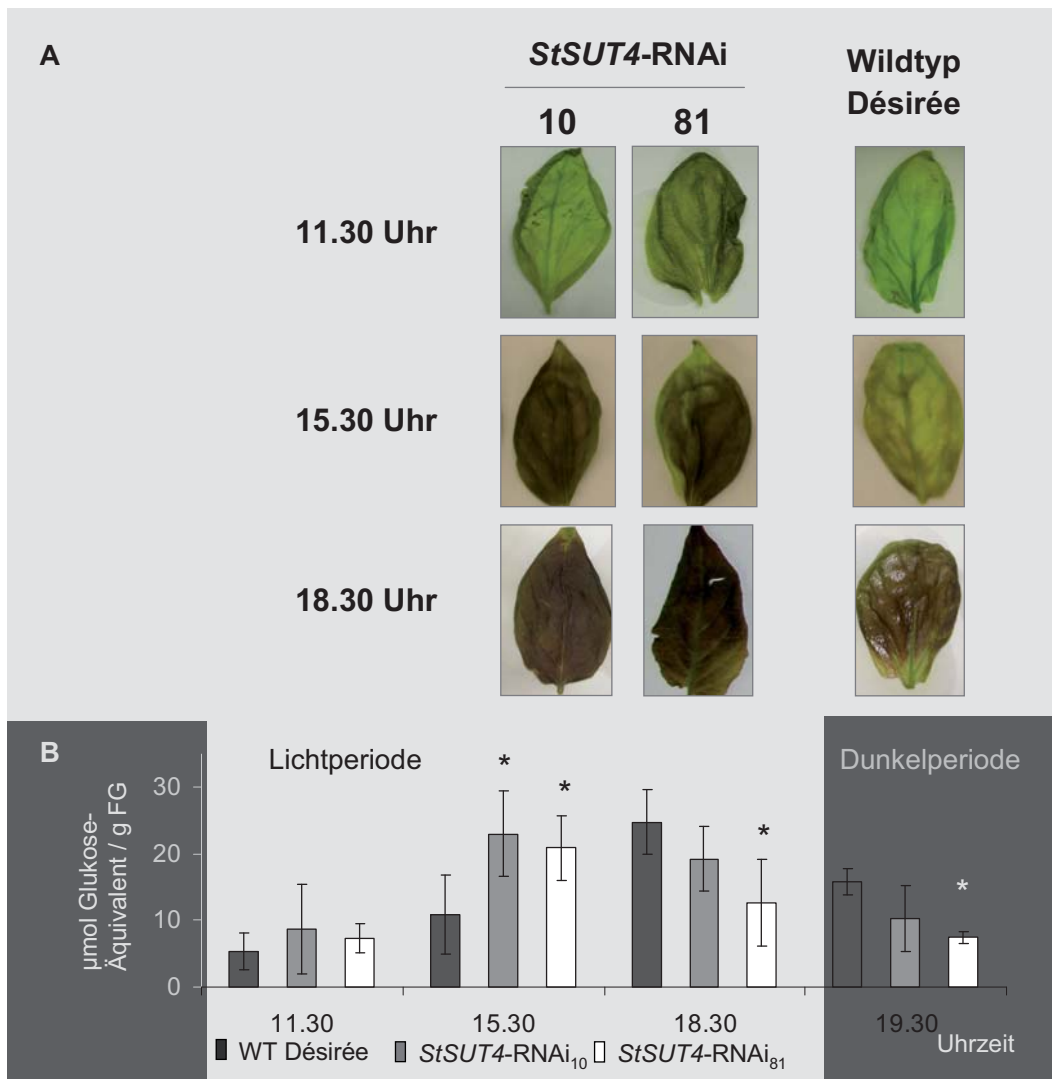 A
StSUT4-RNAi
Wildtyp
Désirée
10 81
11.30 Uhr
15.30 Uhr
18.30 Uhr
B
Lichtperiode
Dunkelperiode
µmol Glukose-
Äquivalent / g FG
30
20
10
0
* * * *
11.30 15.30 18.30 19.30
Uhrzeit
WT Désirée StSUT4-RNAi10 StSUT4-RNAi81